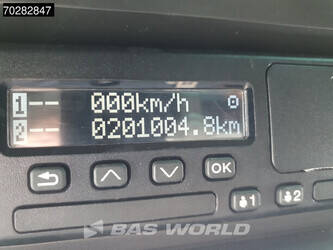 70282847
1 -- 000km/h
2 -- 0201004.8km
OK
1 2
BAS WORLD